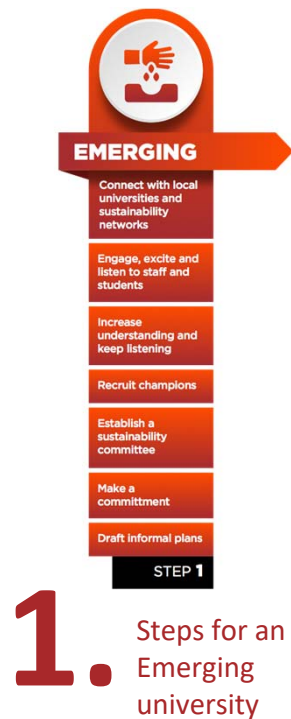 EMERGING
Connect with local
universities and
sustainability
networks
Engage, excite and
listen to staff and
students
Increase
understanding and
keep listening
Recruit champions
Establish a
sustainability
committee
Make a
committment
Draft informal plans
STEP 1
1.
Steps for an
Emerging
university